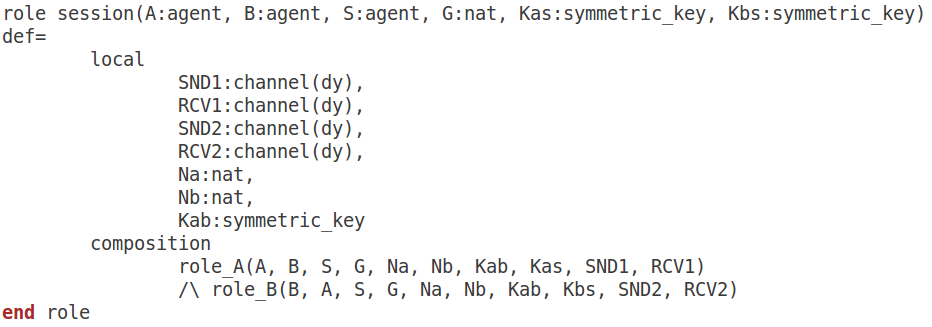 role session(A:agent, B:agent, S:agent, G:nat, Kas:symmetric_key, Kbs:symmetric_key)
def=
        local
                SND1:channel(dy),
                RCV1:channel(dy),
                SND2:channel(dy),
                RCV2:channel(dy),
                Na:nat,
                Nb:nat,
                Kab:symmetric_key
        composition
                role_A(A, B, S, G, Na, Nb, Kab, Kas, SND1, RCV1)
                /\ role_B(B, A, S, G, Na, Nb, Kab, Kbs, SND2, RCV2)
end role